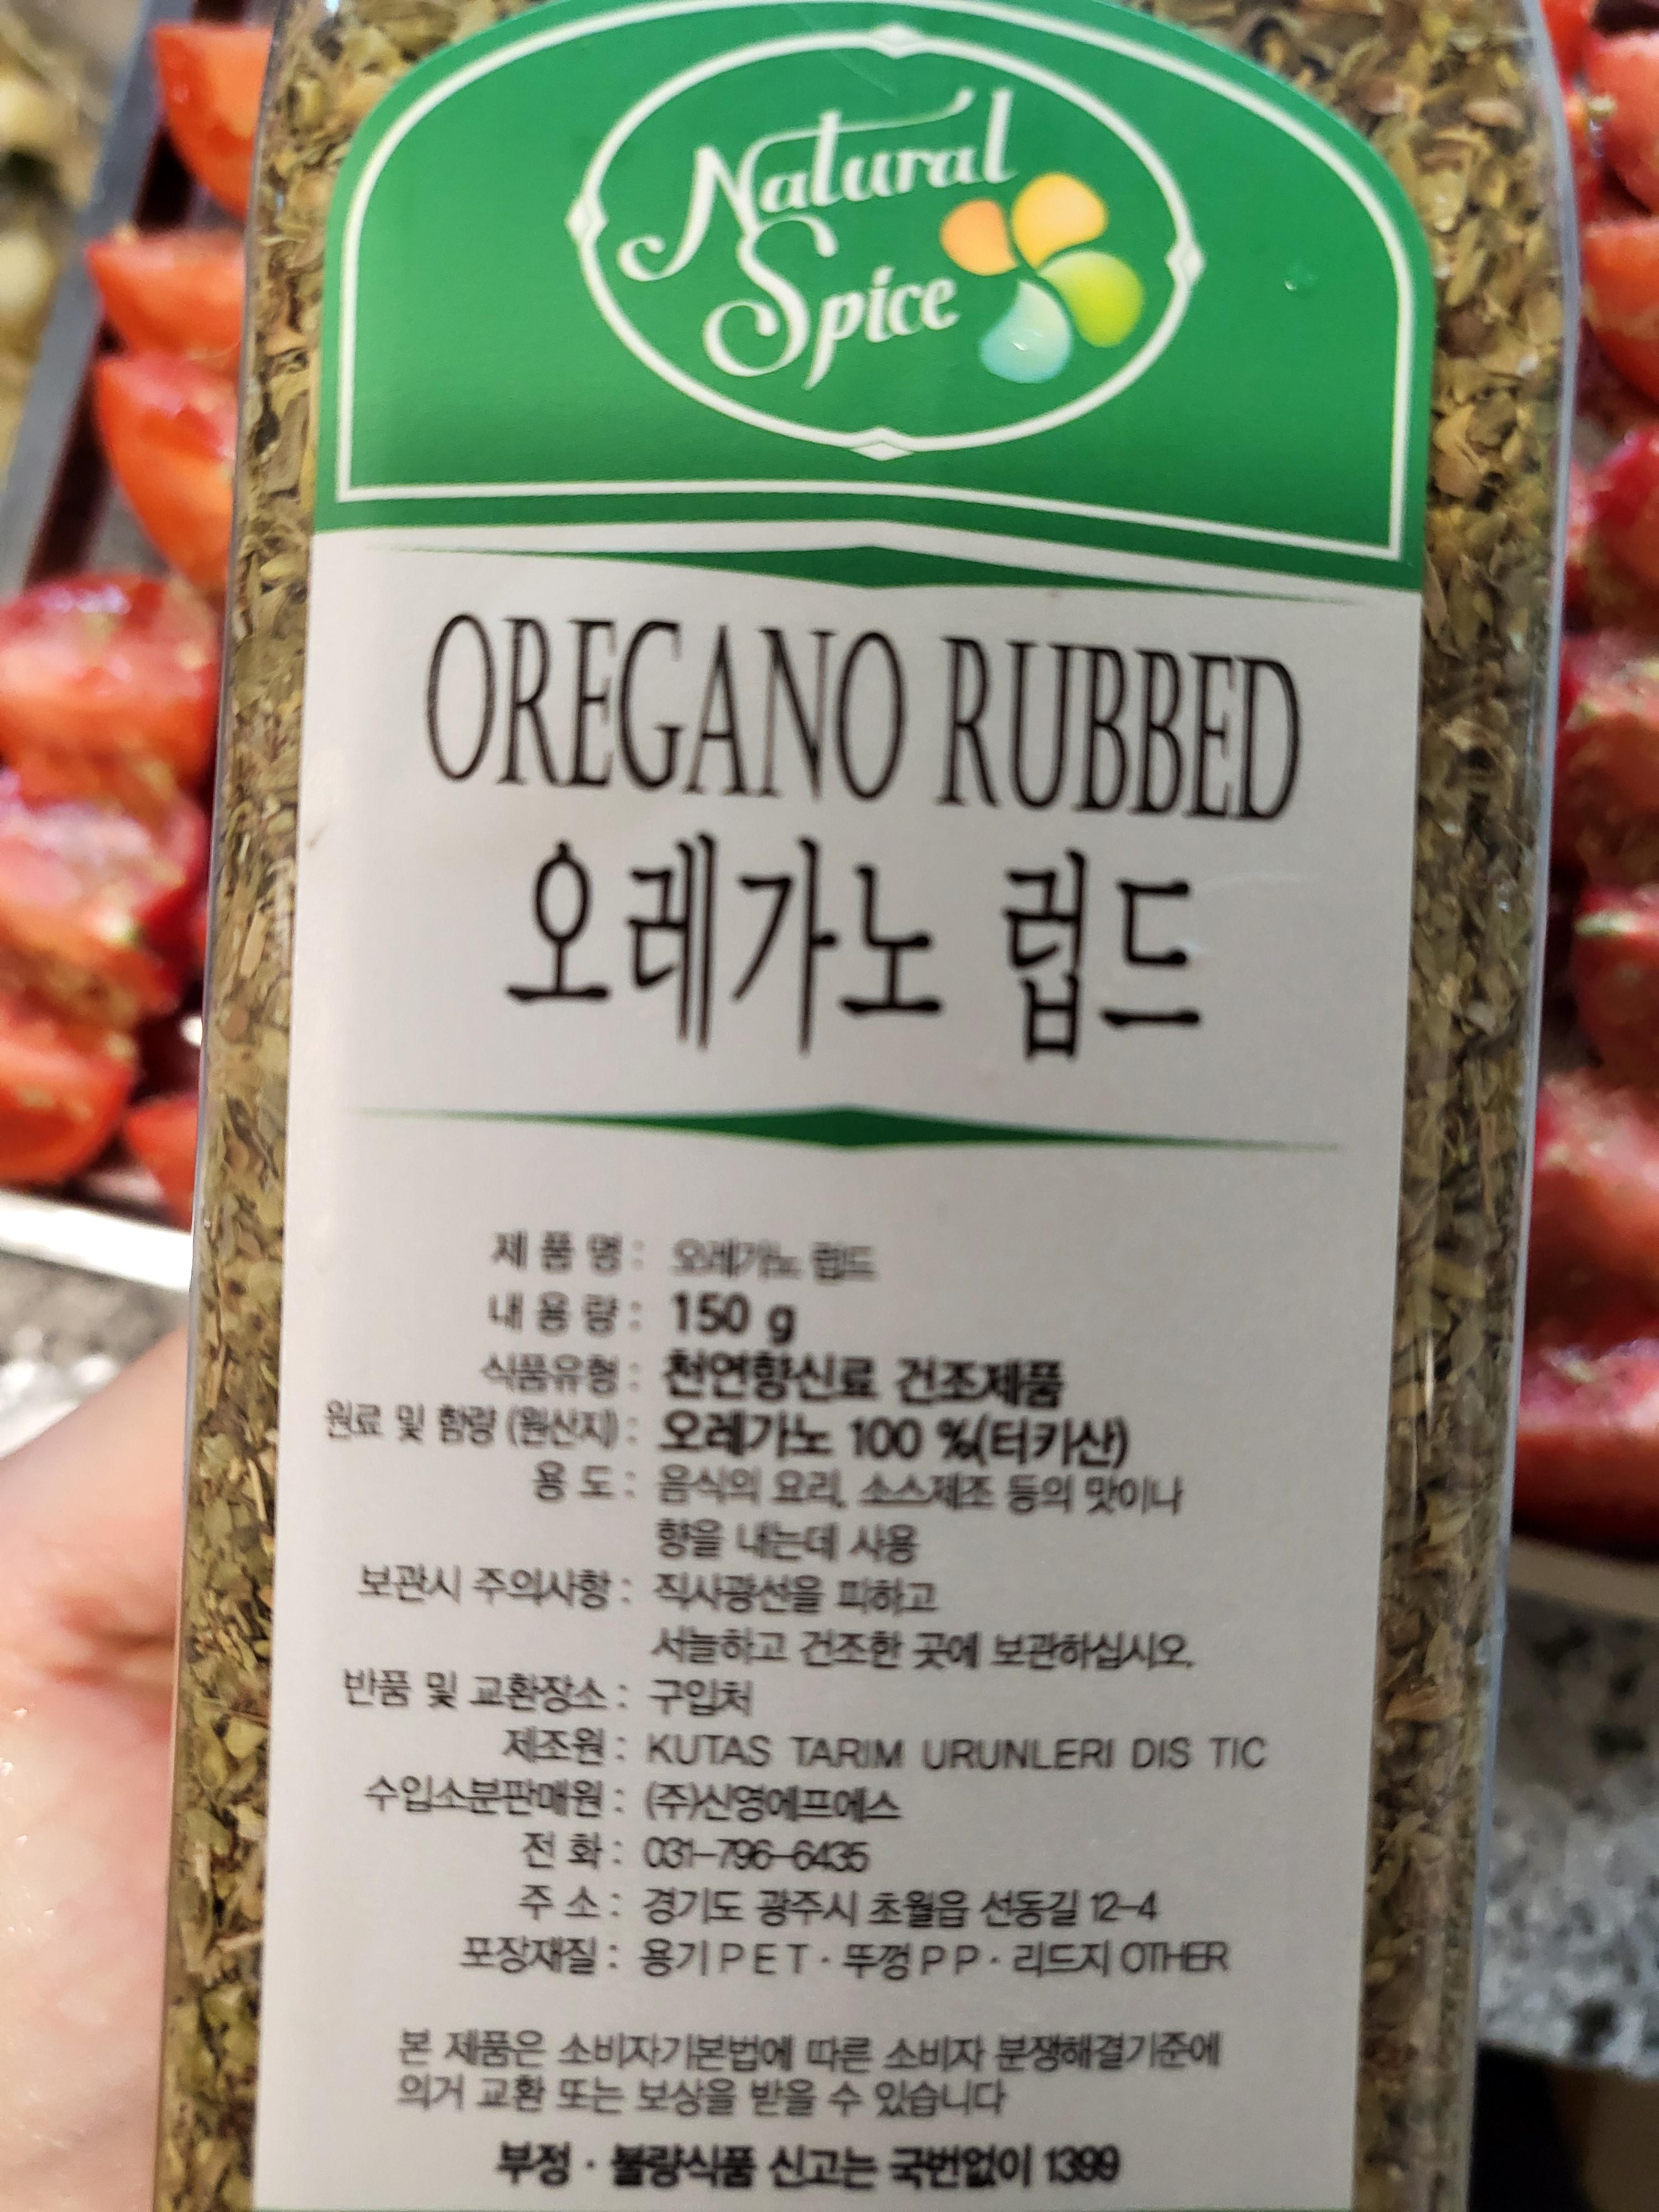 Natural
Spice
OREGANO RUBBED
오레가노 럽드
제 품 명 : 오레가노 럽드
내 용 량 : 150 g
식품유형 : 천연향신료 건조제품
원료 및 함량 (원산지) : 오레가노 100 %(터키산)
용 도 : 음식의 요리, 소스제조 등의 맛이나
향을 내는데 사용
보관시 주의사항 : 직사광선을 피하고
서늘하고 건조한 곳에 보관하십시오.
반품 및 교환장소 : 구입처
제조원 : KUTAS TARIM URUNLERI DIS TIC
수입소분판매원 : (주)신영에프에스
전 화 : 031-796-6435
주 소 : 경기도 광주시 초월읍 선동길 12-4
포장재질 : 용기 P E T · 뚜껑 P P · 리드지 OTHER
본 제품은 소비자기본법에 따른 소비자 분쟁해결기준에
의거 교환 또는 보상을 받을 수 있습니다
부정 · 불량식품 신고는 국번없이 1399